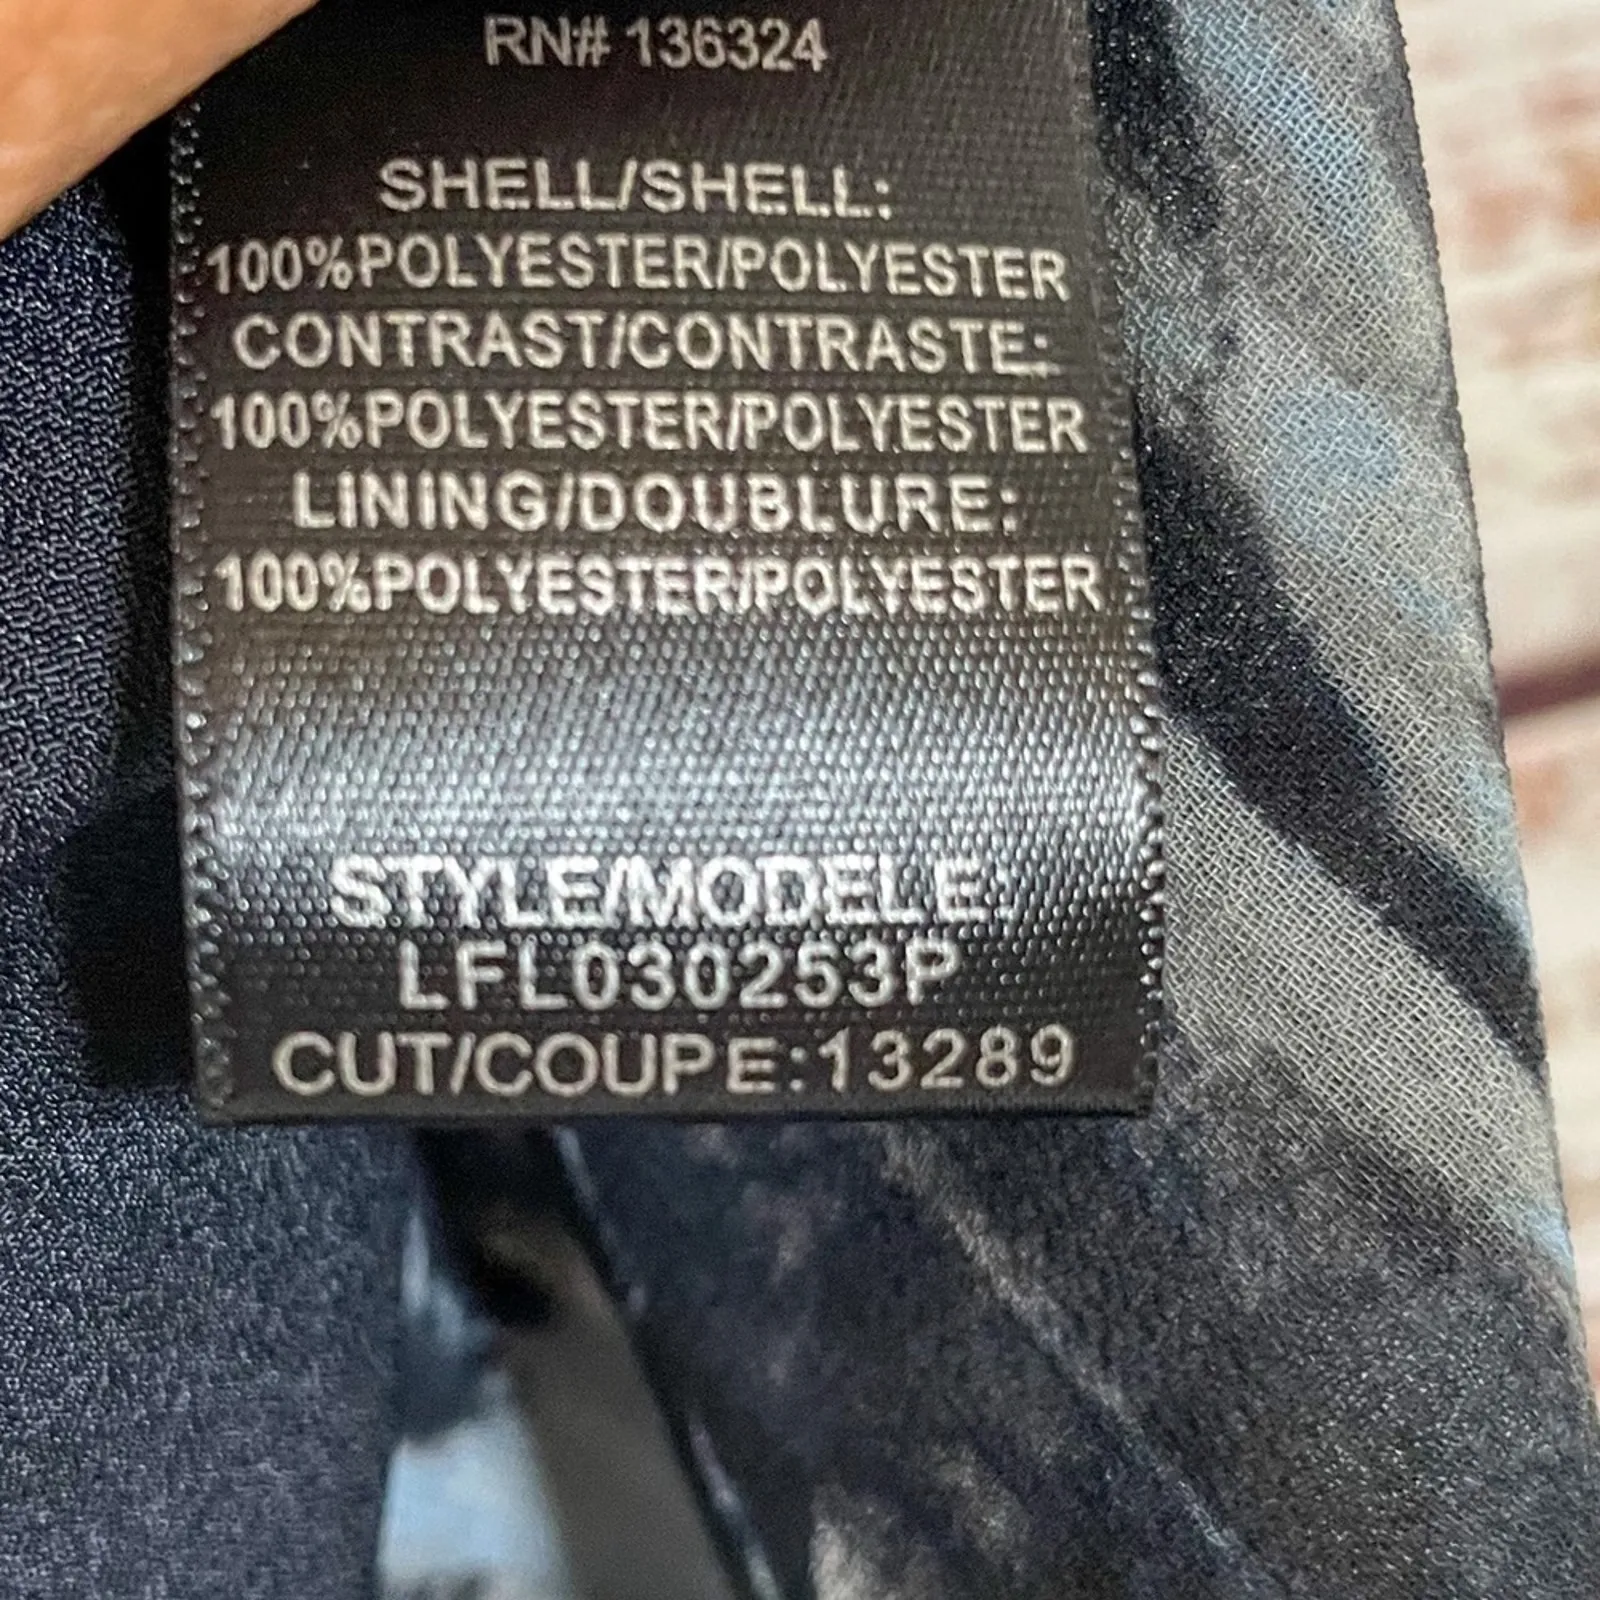 RN# 136324
SHELL/SHELL:
100%POLYESTER/POLYESTER
CONTRAST/CONTRASTE:
100%POLYESTER/POLYESTER
LINING/DOUBLURE:
100%POLYESTER/POLYESTER
STYLE/MODELE:
LFL030253P
CUT/COUPE:13289